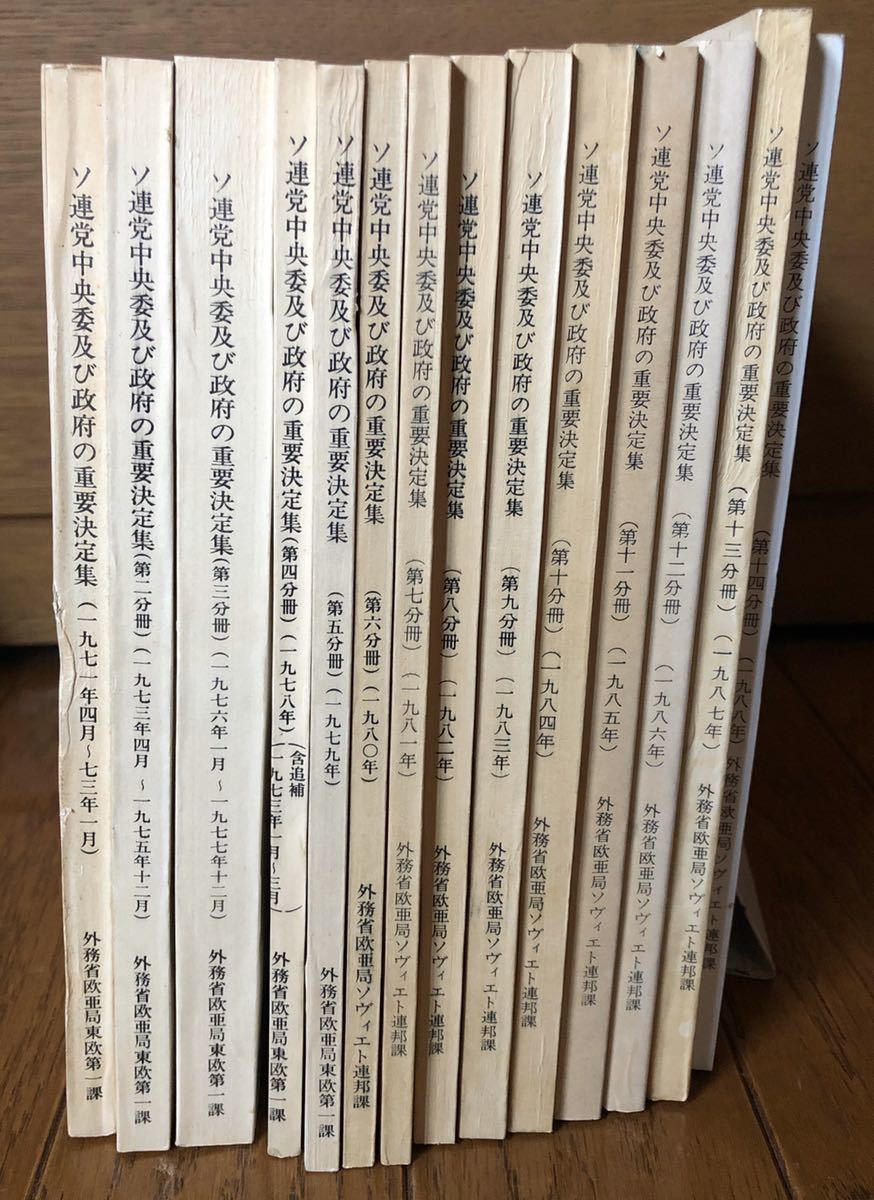 ソ連党中央委及び政府の重要決定集(一九七一年四月~七三年一月) 外務省欧亜局東欧第一課
ソ連党中央委及び政府の重要決定集(第二分冊)(一九七三年四月~一九七五年十二月) 外務省欧亜局東欧第一課
ソ連党中央委及び政府の重要決定集(第三分冊)(一九七六年一月~一九七七年十二月) 外務省欧亜局東欧第一課
ソ連党中央委及び政府の重要決定集(第四分冊)(一九七八年)(含追補 一九七三年一月~三月) 外務省欧亜局東欧第一課
ソ連党中央委及び政府の重要決定集(第五分冊)(一九七九年) 外務省欧亜局東欧第一課
ソ連党中央委及び政府の重要決定集(第六分冊)(一九八〇年) 外務省欧亜局ソヴィエト連邦課
ソ連党中央委及び政府の重要決定集(第七分冊)(一九八一年) 外務省欧亜局ソヴィエト連邦課
ソ連党中央委及び政府の重要決定集(第八分冊)(一九八二年) 外務省欧亜局ソヴィエト連邦課
ソ連党中央委及び政府の重要決定集(第九分冊)(一九八三年) 外務省欧亜局ソヴィエト連邦課
ソ連党中央委及び政府の重要決定集(第十分冊)(一九八四年) 外務省欧亜局ソヴィエト連邦課
ソ連党中央委及び政府の重要決定集(第十一分冊)(一九八五年) 外務省欧亜局ソヴィエト連邦課
ソ連党中央委及び政府の重要決定集(第十二分冊)(一九八六年) 外務省欧亜局ソヴィエト連邦課
ソ連党中央委及び政府の重要決定集(第十三分冊)(一九八七年) 外務省欧亜局ソヴィエト連邦課
ソ連党中央委及び政府の重要決定集(第十四分冊)(一九八八年) 外務省欧亜局ソヴィエト連邦課